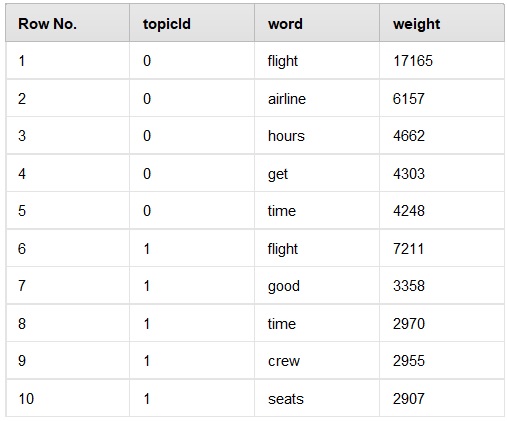 Row No. topicId word weight
1 0 flight 17165
2 0 airline 6157
3 0 hours 4662
4 0 get 4303
5 0 time 4248
6 1 flight 7211
7 1 good 3358
8 1 time 2970
9 1 crew 2955
10 1 seats 2907